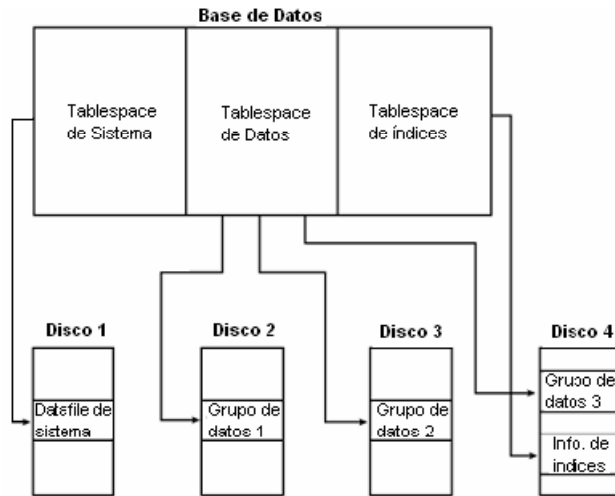 Base de Datos
Tablespace
de Sistema
Tablespace
de Datos
Tablespace
de índices
Disco 1
Disco 2
Disco 3
Disco 4
Datafile de
sistema
Grupo de
datos 1
Grupo de
datos 2
Grupo de
datos 3
Info. de
indices